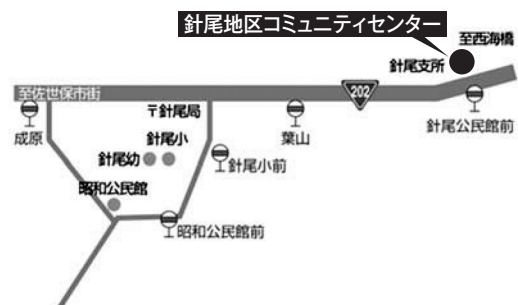 針尾地区コミュニティセンター
至西海橋
針尾支所
至佐世保市街
202
〒針尾局
成原
針尾小
葉山
針尾公民館前
針尾幼
針尾小前
昭和公民館
昭和公民館前